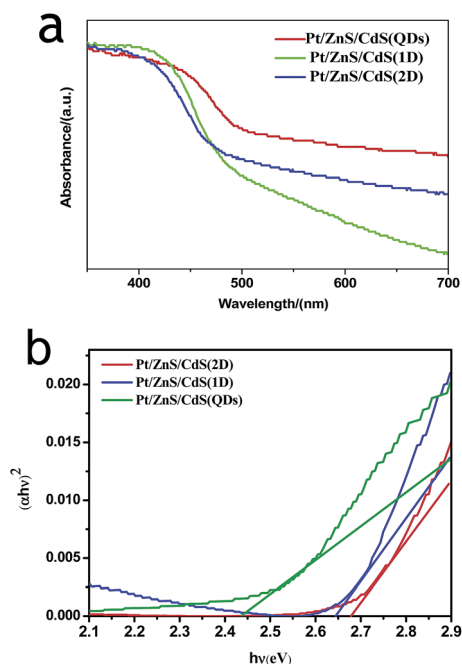 a
Pt/ZnS/CdS(QDs)
Pt/ZnS/CdS(1D)
Pt/ZnS/CdS(2D)
Absorbance/(a.u.)
400 500 600 700
Wavelength/(nm)
b
Pt/ZnS/CdS(2D)
Pt/ZnS/CdS(1D)
Pt/ZnS/CdS(QDs)
(αhν)²
0.020
0.015
0.010
0.005
0.000
2.1 2.2 2.3 2.4 2.5 2.6 2.7 2.8 2.9
hν(eV)